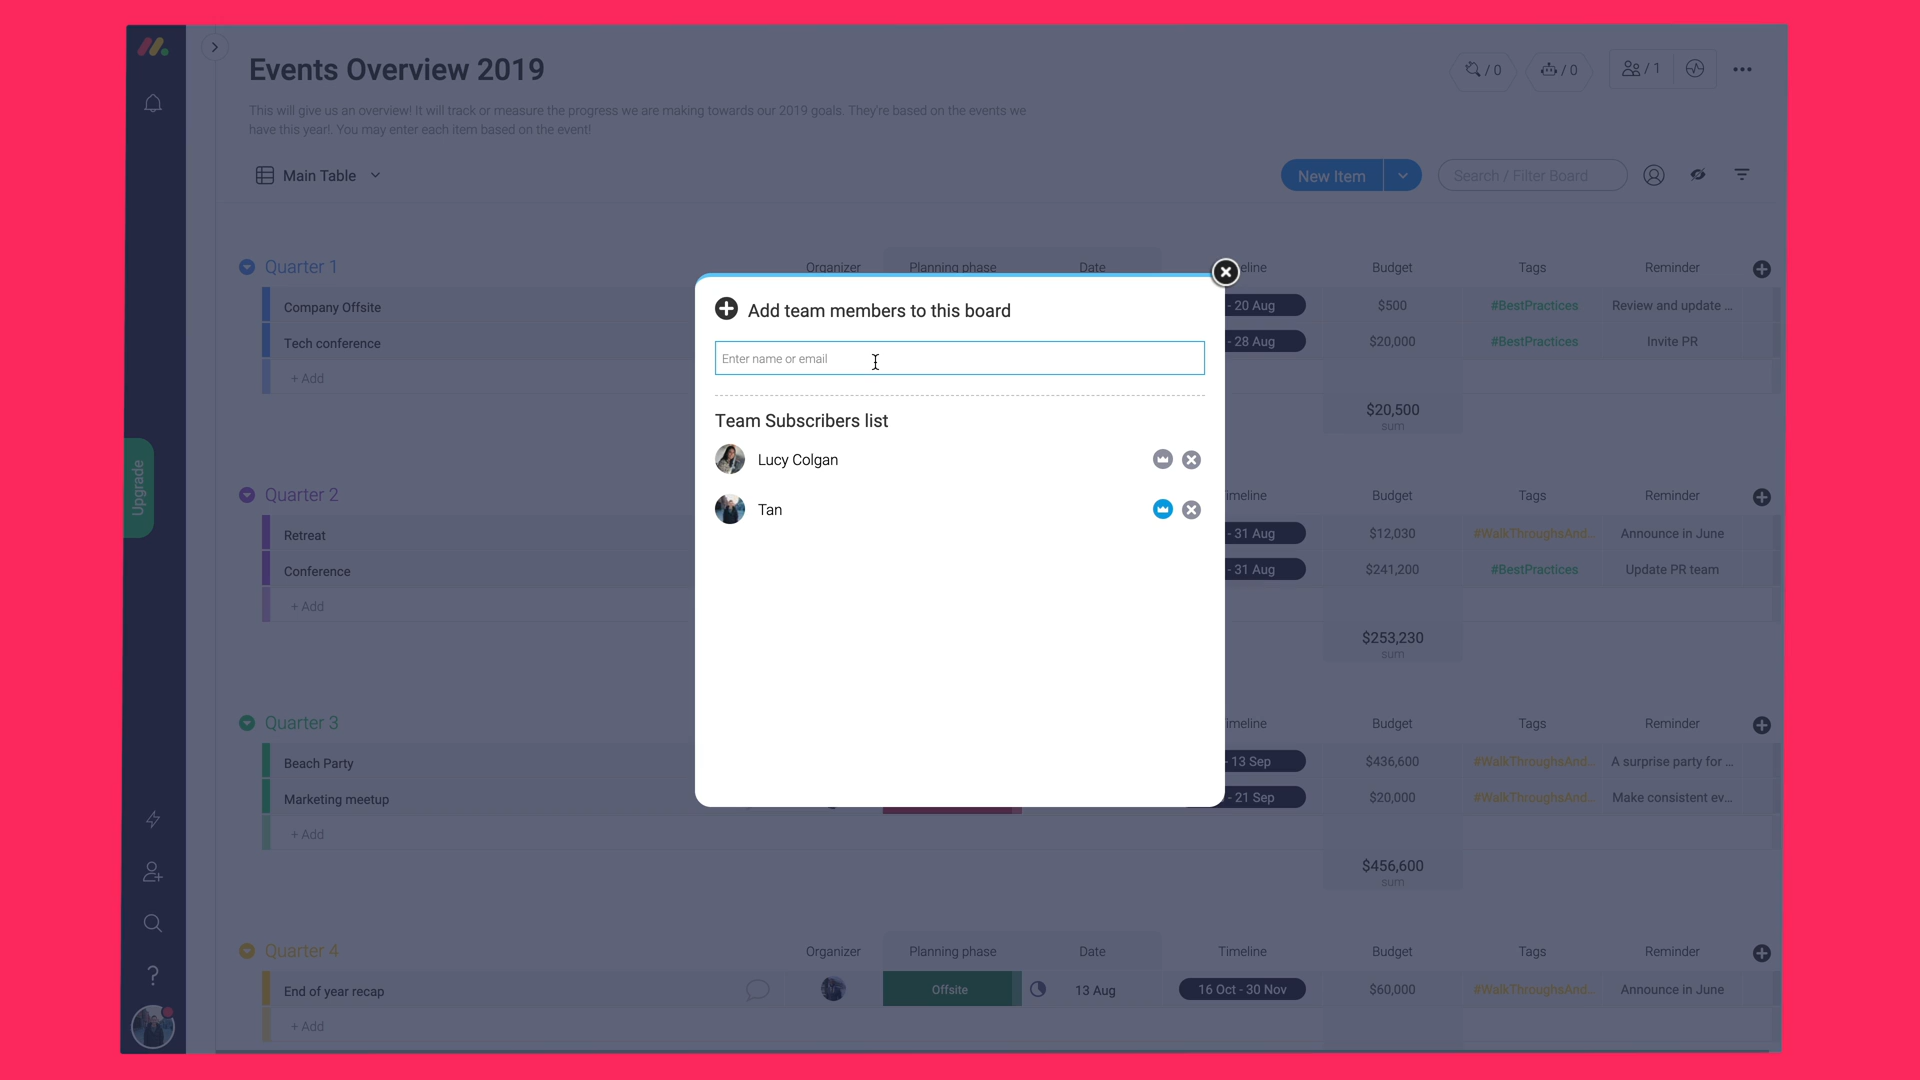 Events Overview 2019
/ 0
/ 0
/ 1
This will give us an overview! It will track or measure the progress we are making towards our 2019 goals. They're based on the events we
have this year!. You may enter each item based on the event!
Main Table
New Item
Search / Filter Board
Upgrade
Quarter 1
Organizer
Planning phase
Date
eline
Budget
Tags
Reminder
Company Offsite
- 20 Aug
$500
#BestPractices
Review and update ...
Tech conference
- 28 Aug
$20,000
#BestPractices
Invite PR
+ Add
$20,500
sum
Add team members to this board
Enter name or email
Team Subscribers list
Lucy Colgan
Tan
Quarter 2
imeline
Budget
Tags
Reminder
Retreat
- 31 Aug
$12,030
#WalkThroughsAnd..
Announce in June
Conference
- 31 Aug
$241,200
#BestPractices
Update PR team
+ Add
$253,230
sum
Quarter 3
imeline
Budget
Tags
Reminder
Beach Party
- 13 Sep
$436,600
#WalkThroughsAnd..
A surprise party for ...
Marketing meetup
- 21 Sep
$20,000
#WalkThroughsAnd..
Make consistent ev...
+ Add
$456,600
sum
Quarter 4
Organizer
Planning phase
Date
Timeline
Budget
Tags
Reminder
End of year recap
Offsite
13 Aug
16 Oct - 30 Nov
$60,000
#WalkThroughsAnd..
Announce in June
+ Add